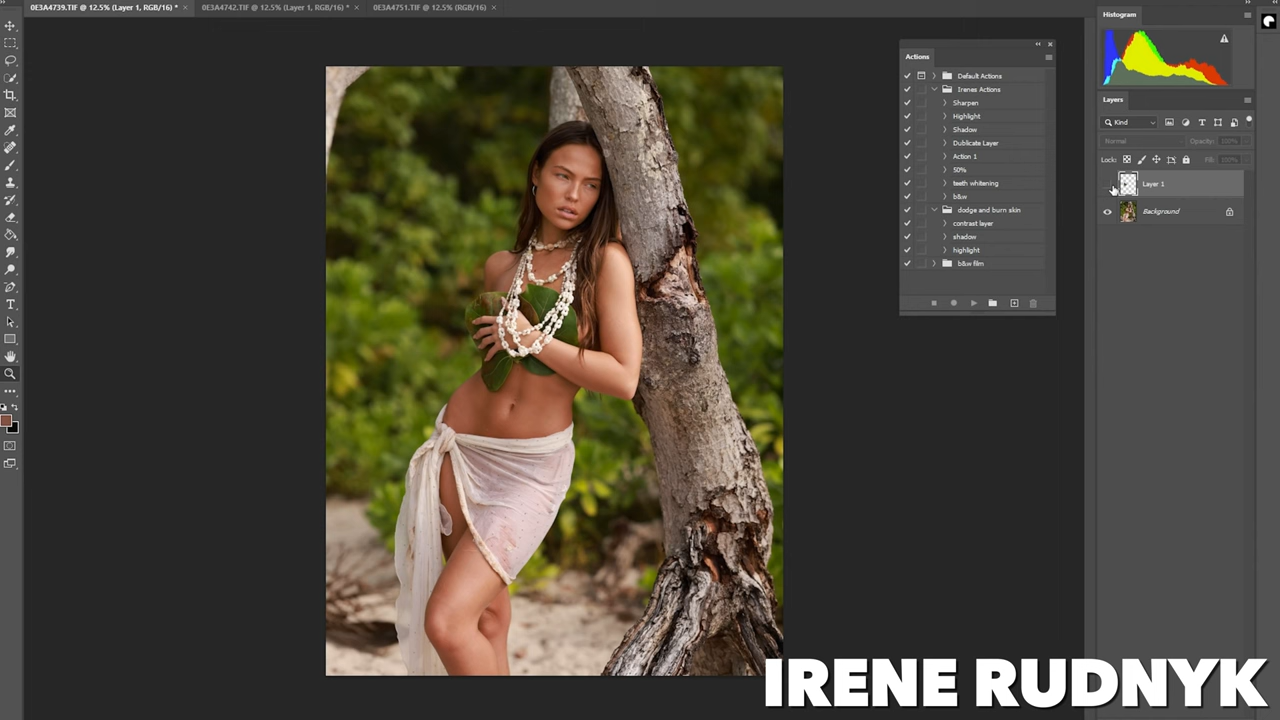 0E3A4739.TIF @ 12.5% (Layer 1, RGB/16) * × 0E3A4742.TIF @ 12.5% (Layer 1, RGB/16) * × 0E3A4751.TIF @ 12.5% (RGB/16) ×
Histogram
Actions
Default Actions
Irenes Actions
Sharpen
Highlight
Shadow
Dublicate Layer
Action 1
50%
teeth whitening
b&w
dodge and burn skin
contrast layer
shadow
highlight
b&w film
Layers
Kind
Normal Opacity: 100%
Lock: Fill: 100%
Layer 1
Background
IRENE RUDNYK